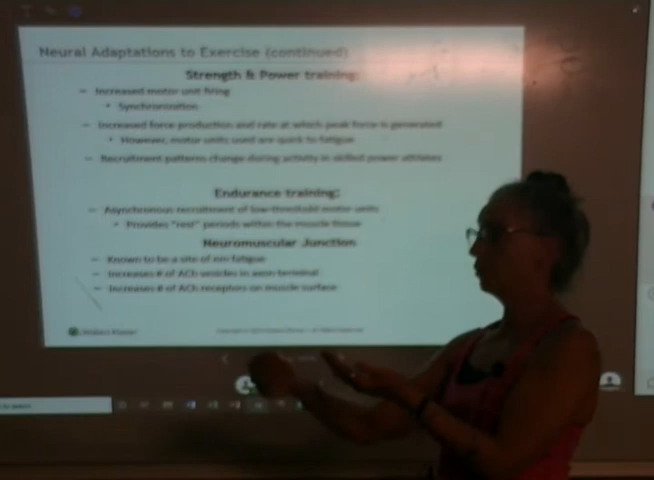 Neural Adaptations to Exercise (continued)
Strength & Power training:
– Increased motor unit firing
• Synchronization
– Increased force production and rate at which peak force is generated
• However, motor units used are quick to fatigue
– Recruitment patterns change during activity in skilled power athletes
Endurance training:
– Asynchronous recruitment of low-threshold motor units
• Provides "rest" periods within the muscle tissue
Neuromuscular Junction
– Known to be a site of ion fatigue
– Increases # of ACh vesicles in axon terminal
– Increases # of ACh receptors on muscle surface
Wolters Kluwer